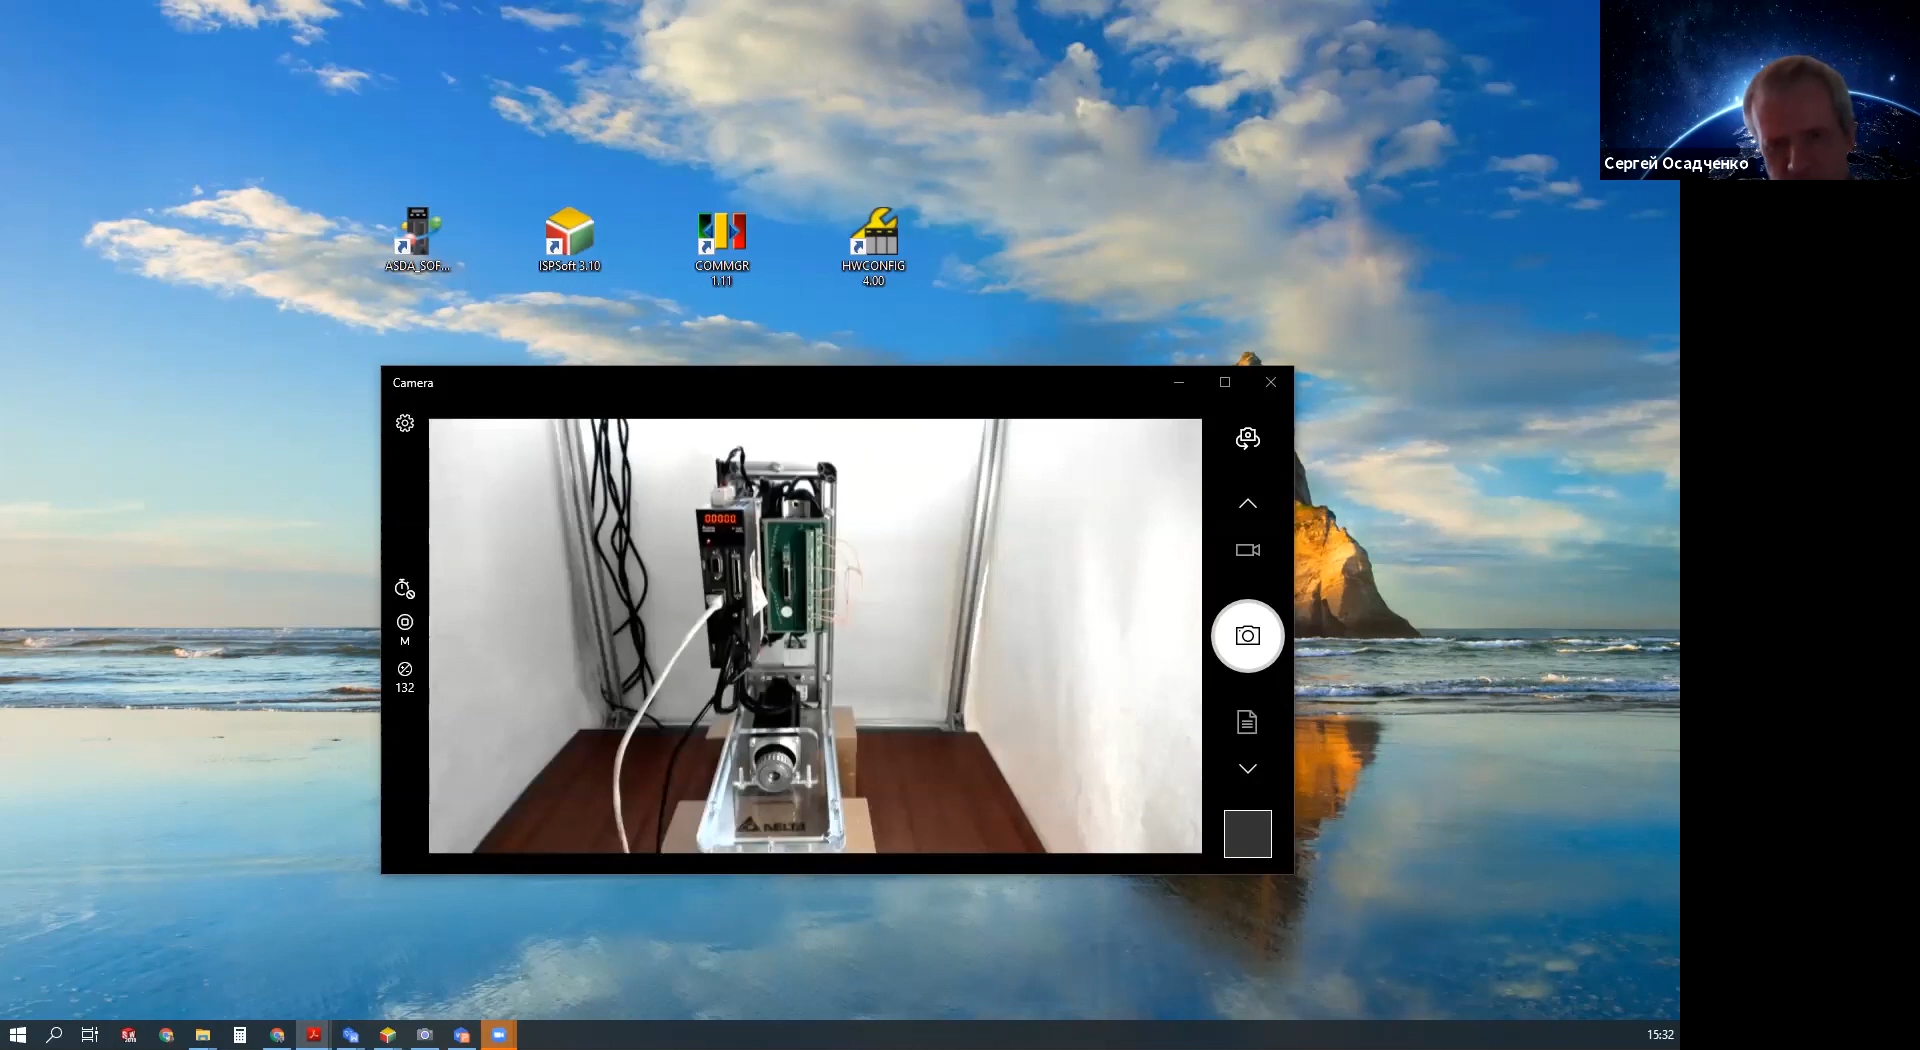 Сергей Осадченко
ASDA_SOF...
ISPSoft 3.10
COMMGR
1.11
HWCONFIG
4.00
Camera
00000
M
132
DELTA
15:32